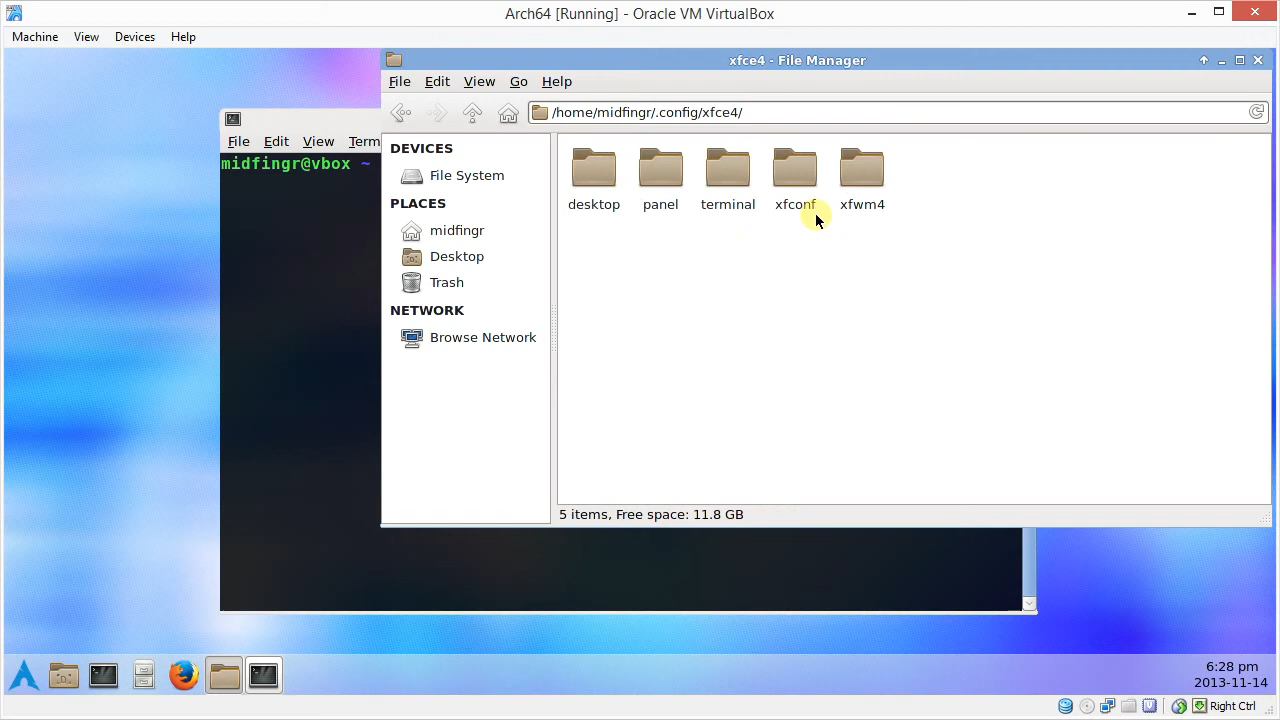 Arch64 [Running] - Oracle VM VirtualBox
Machine View Devices Help
xfce4 - File Manager
File Edit View Go Help
/home/midfingr/.config/xfce4/
File Edit View Term
midfingr@vbox ~
DEVICES
File System
PLACES
midfingr
Desktop
Trash
NETWORK
Browse Network
desktop panel terminal xfconf xfwm4
5 items, Free space: 11.8 GB
6:28 pm
2013-11-14
Right Ctrl